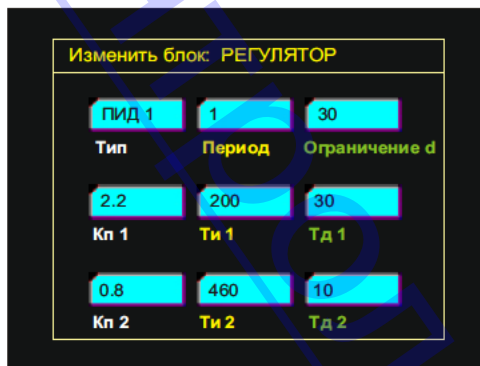 Изменить блок: РЕГУЛЯТОР
ПИД 1 1 30
Тип Период Ограничение d
2.2 200 30
Кп 1 Ти 1 Тд 1
0.8 460 10
Кп 2 Ти 2 Тд 2